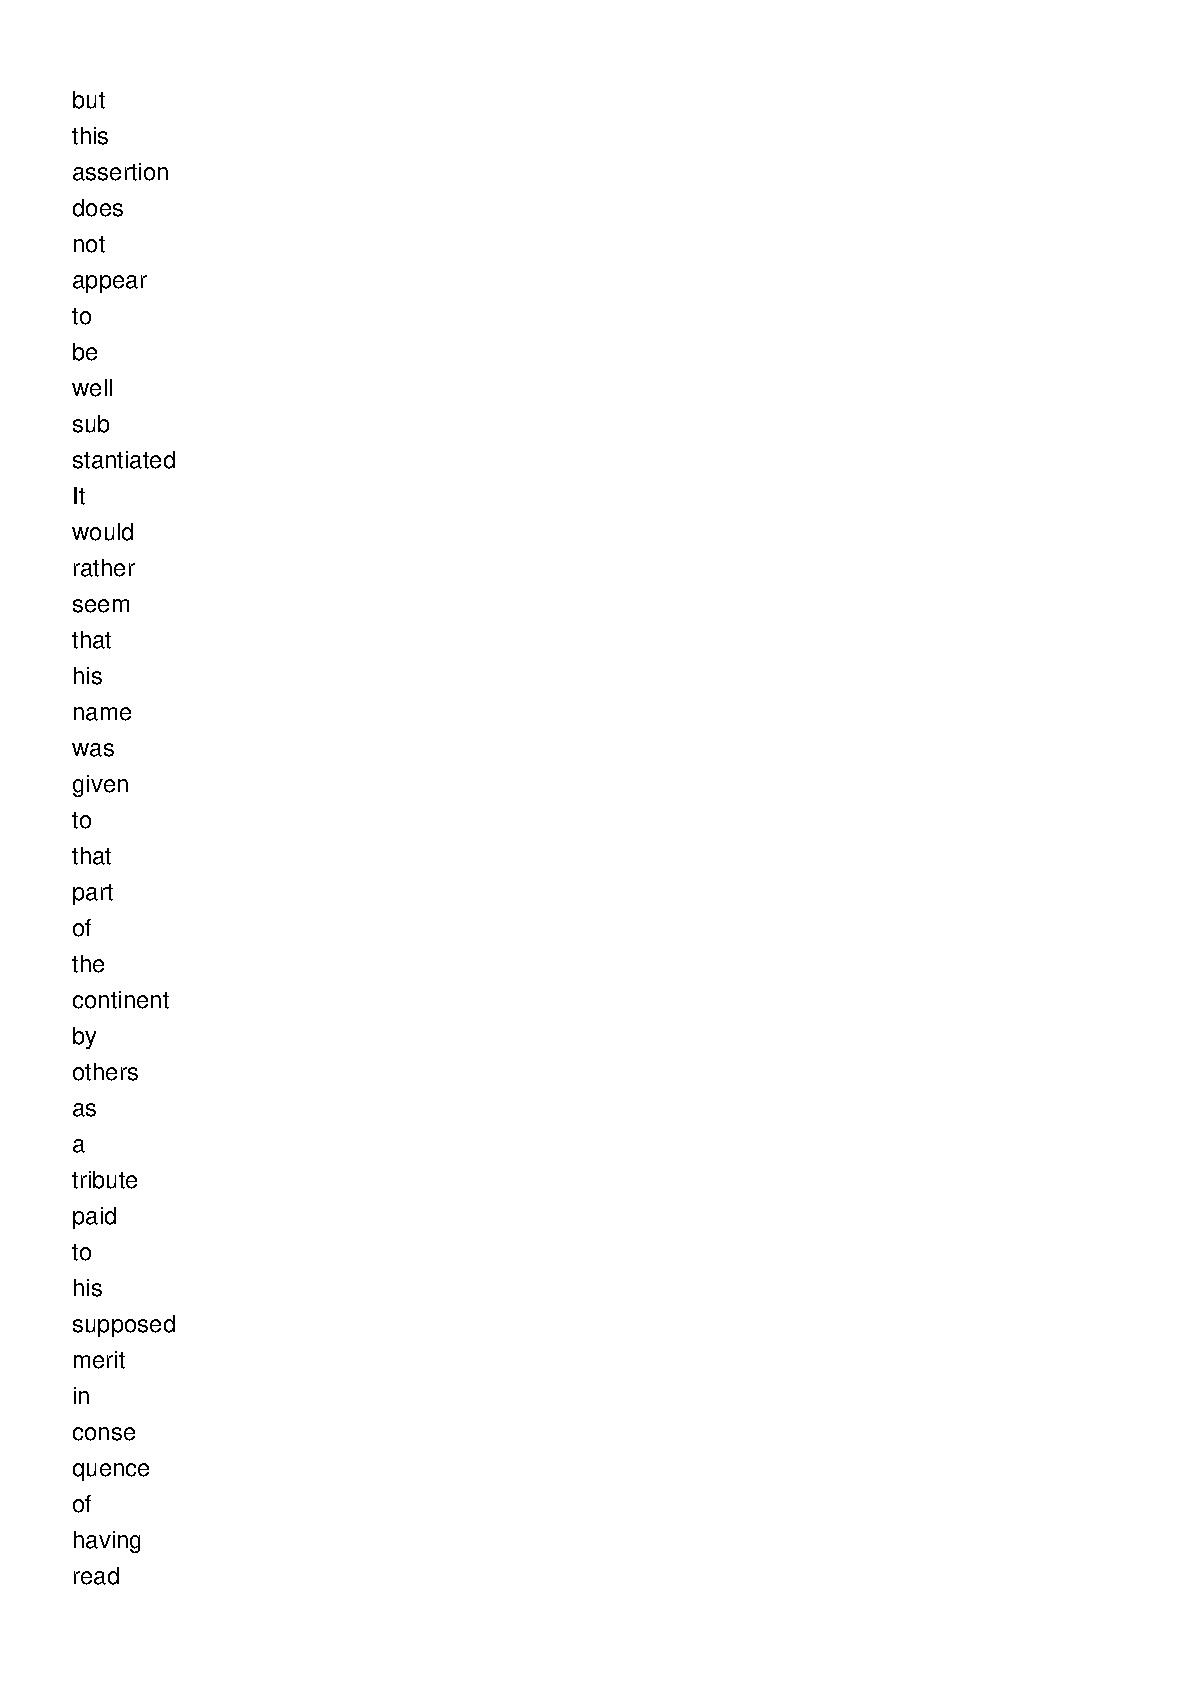 but
this
assertion
does
not
appear
to
be
well
sub
stantiated
It
would
rather
seem
that
his
name
was
given
to
that
part
of
the
continent
by
others
as
a
tribute
paid
to
his
supposed
merit
in
conse
quence
of
having
read